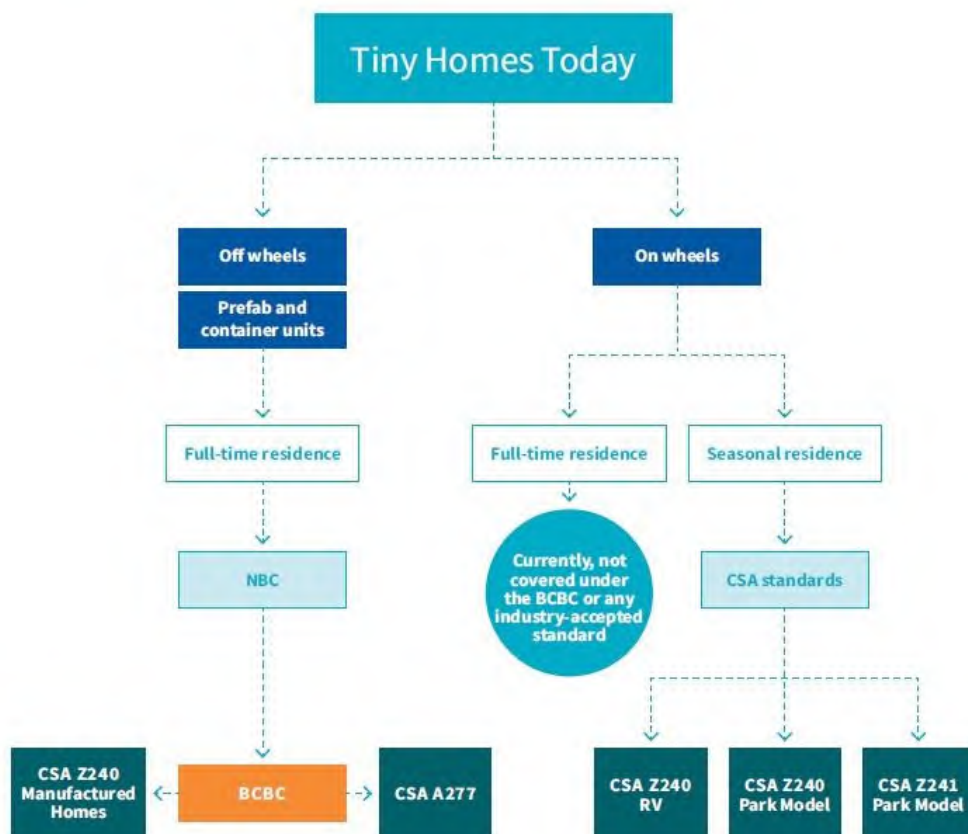 Tiny Homes Today
Off wheels
On wheels
Prefab and
container units
Full-time residence
Full-time residence
Seasonal residence
NBC
Currently, not
covered under
the BCBC or any
industry-accepted
standard
CSA standards
CSA Z240
Manufactured
Homes
BCBC
CSA A277
CSA Z240
RV
CSA Z240
Park Model
CSA Z241
Park Model